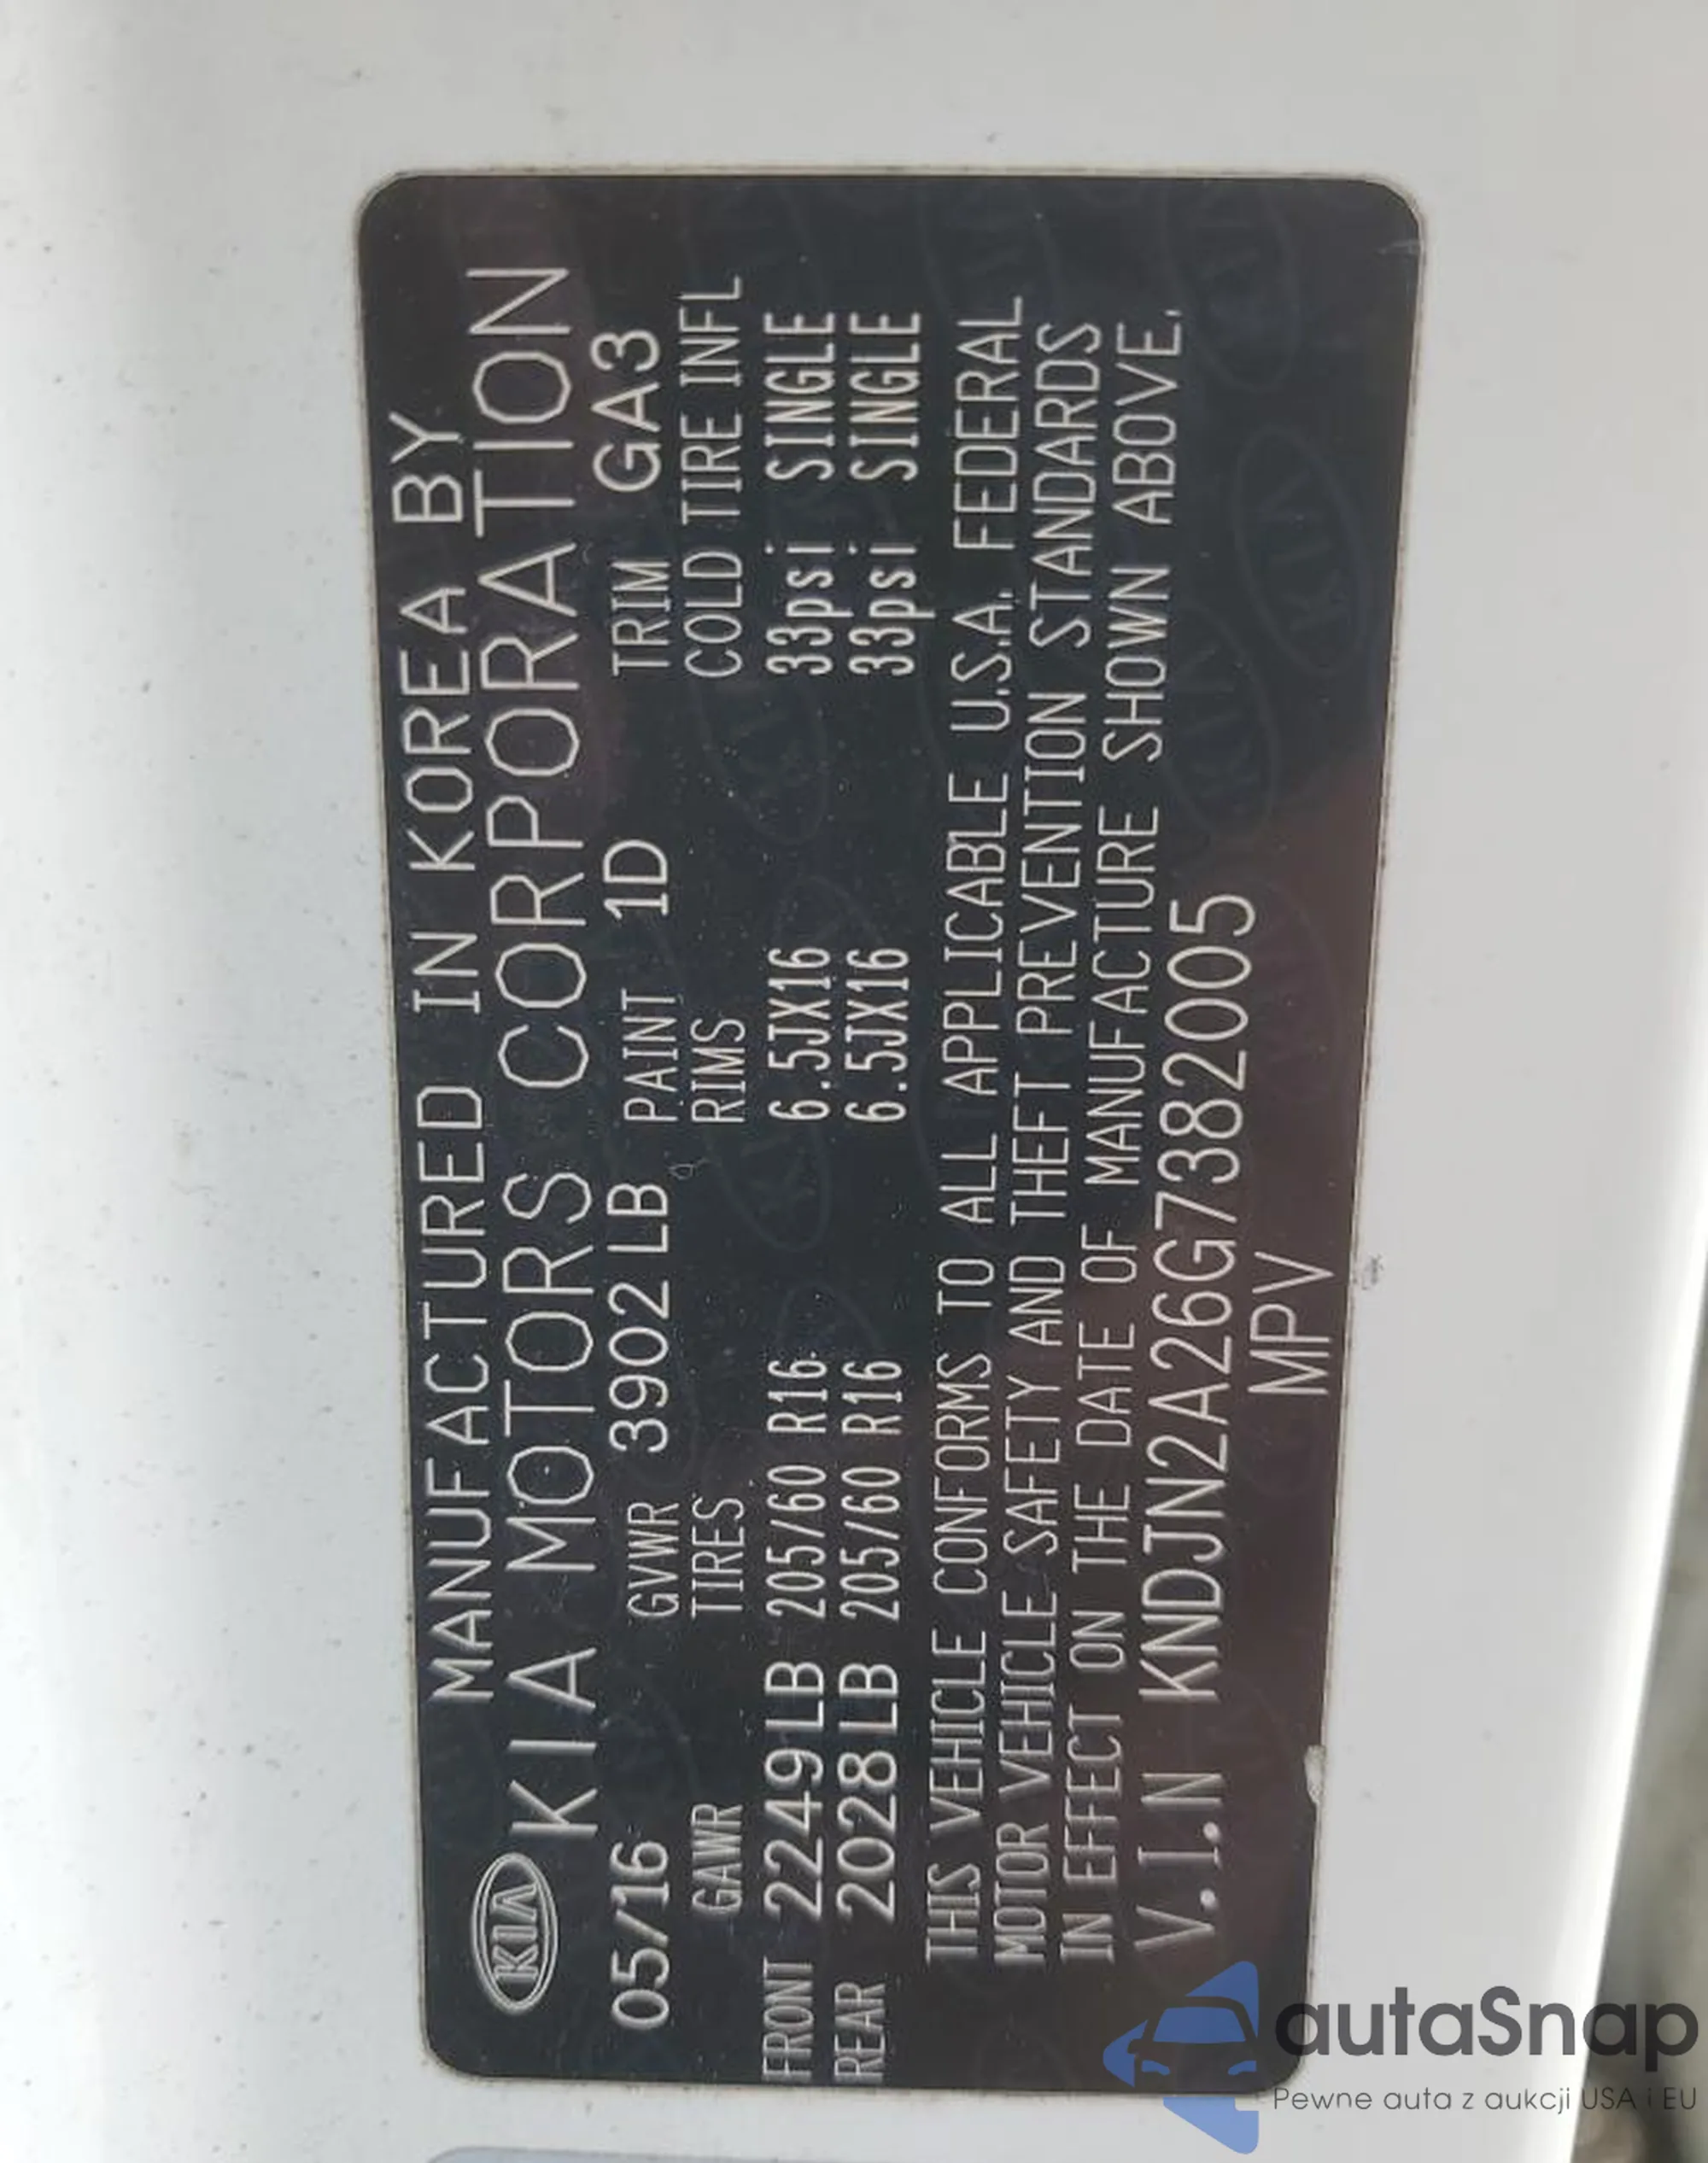 MANUFACTURED IN KOREA BY
KIA KIA MOTORS CORPORATION
05/16 GVWR 3902 LB PAINT 1D TRIM GA3
GAWR TIRES RIMS COLD TIRE INFL
FRONT 2249LB 205/60 R16 6.5JX16 33psi SINGLE
REAR 2028LB 205/60 R16 6.5JX16 33psi SINGLE
THIS VEHICLE CONFORMS TO ALL APPLICABLE U.S.A. FEDERAL
MOTOR VEHICLE SAFETY AND THEFT PREVENTION STANDARDS
IN EFFECT ON THE DATE OF MANUFACTURE SHOWN ABOVE.
V.I.N KNDJN2A26G7382005
MPV
autaSnap
Pewne auta z aukcji USA i EU